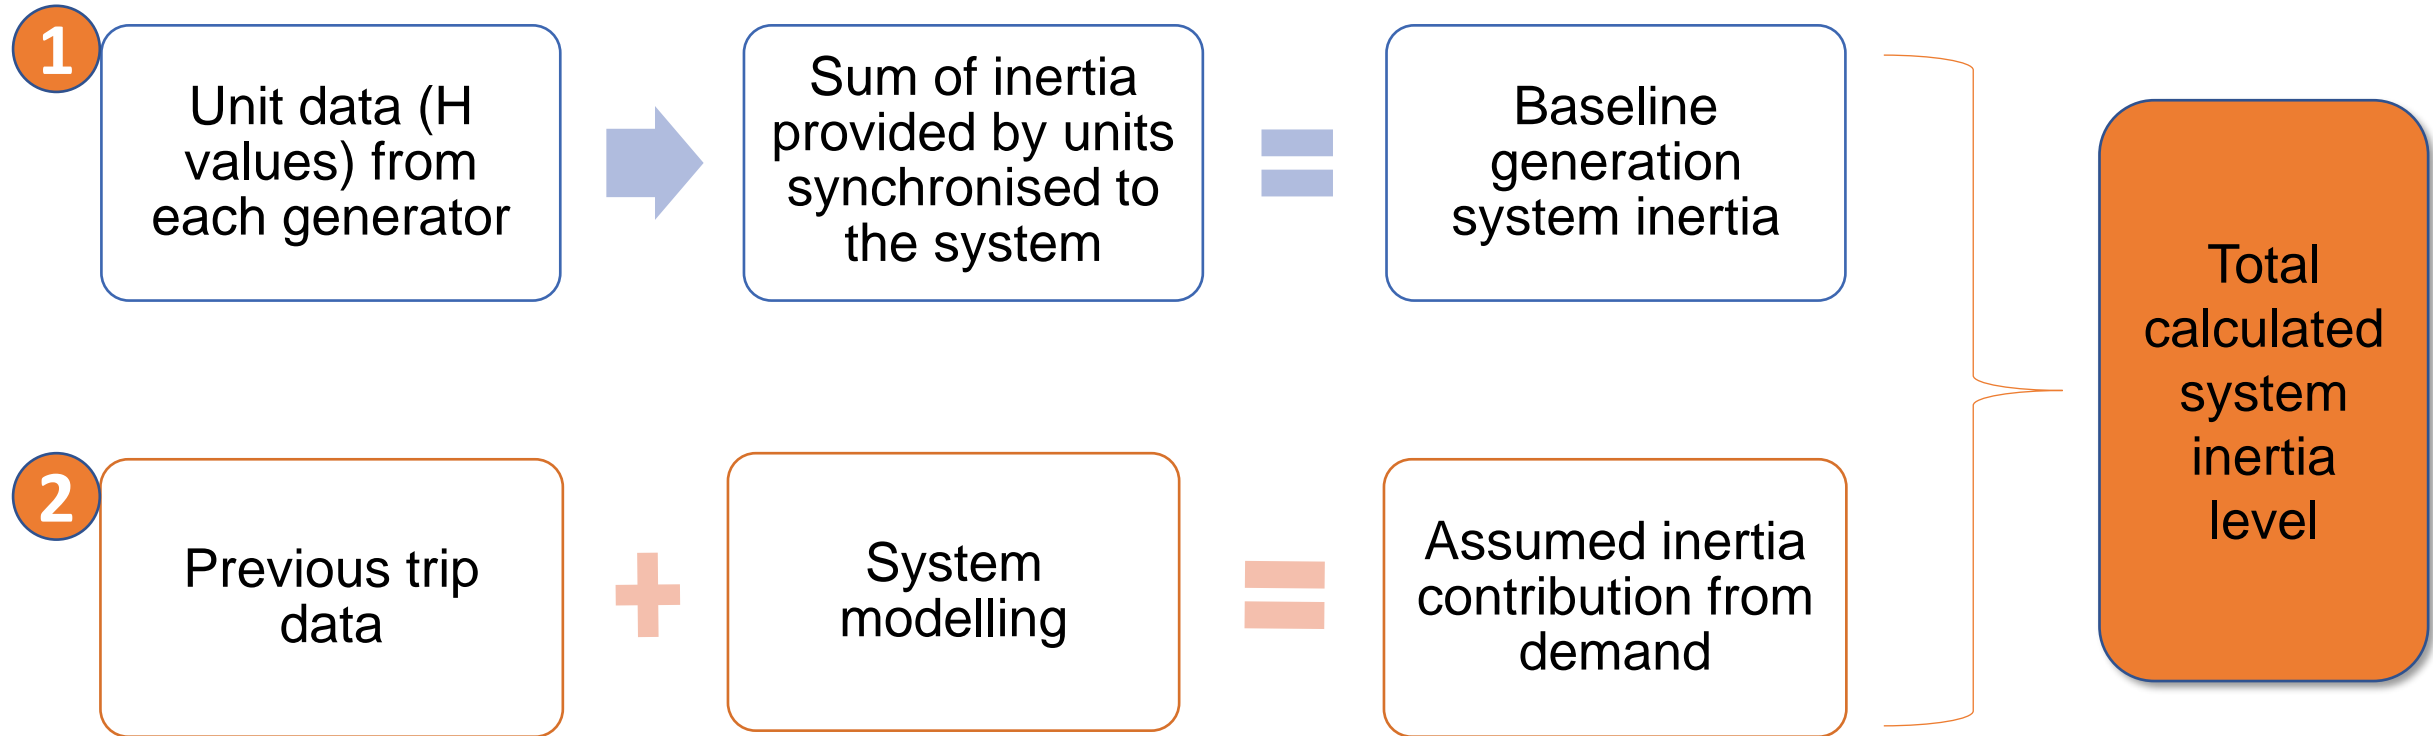 1
Unit data (H
values) from
each generator
Sum of inertia
provided by units
synchronised to
the system
Baseline
generation
system inertia
2
Previous trip
data
System
modelling
Assumed inertia
contribution from
demand
Total
calculated
system
inertia
level